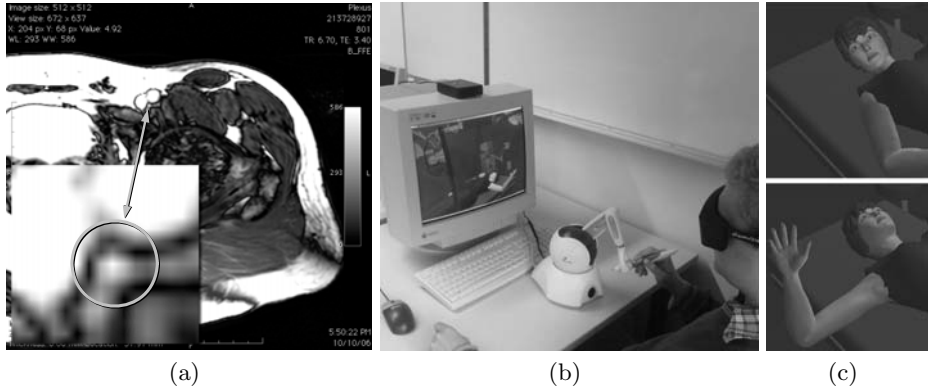 Image size: 512 x 512
View size: 672 x 637
X: 204 px Y: 68 px Value: 4.92
WL: 293 WW: 586
A
Plexus
213728927
801
TR: 6.70, TE: 3.40
B_FFE
586
293
L
5:50:22 PM
10/10/06
(a)
(b)
(c)